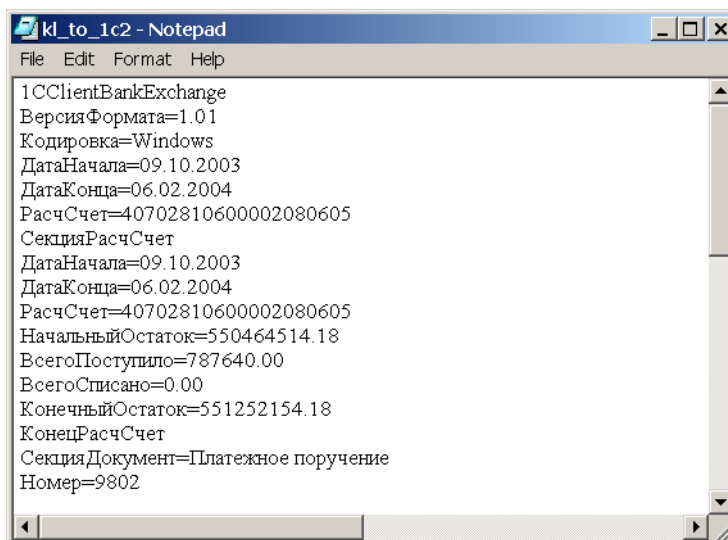 kl_to_1c2 - Notepad
File Edit Format Help
1CClientBankExchange
ВерсияФормата=1.01
Кодировка=Windows
ДатаНачала=09.10.2003
ДатаКонца=06.02.2004
РасчСчет=40702810600002080605
СекцияРасчСчет
ДатаНачала=09.10.2003
ДатаКонца=06.02.2004
РасчСчет=40702810600002080605
НачальныйОстаток=550464514.18
ВсегоПоступило=787640.00
ВсегоСписано=0.00
КонечныйОстаток=551252154.18
КонецРасчСчет
СекцияДокумент=Платежное поручение
Номер=9802